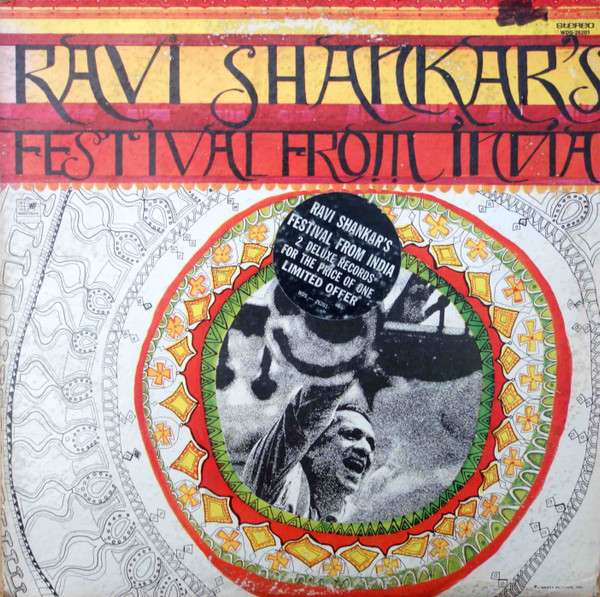 stereo
WDS-26201
RAVI SHANKAR'S
FESTIVAL FROM INDIA
RAVI SHANKAR'S
FESTIVAL FROM INDIA
2 DELUXE RECORDS
FOR THE PRICE OF ONE
LIMITED OFFER